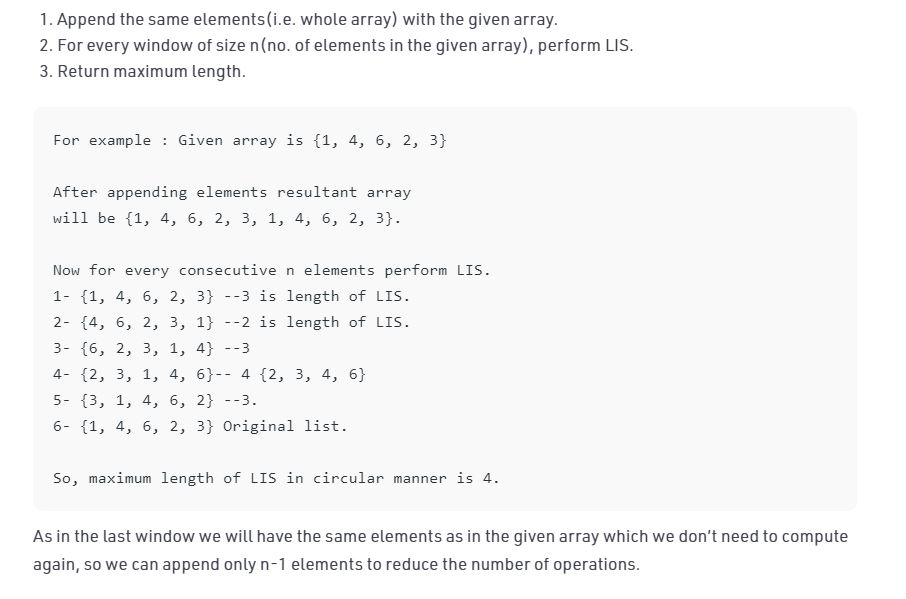 1. Append the same elements(i.e. whole array) with the given array.
2. For every window of size n(no. of elements in the given array), perform LIS.
3. Return maximum length.
For example : Given array is {1, 4, 6, 2, 3}
After appending elements resultant array
will be {1, 4, 6, 2, 3, 1, 4, 6, 2, 3}.
Now for every consecutive n elements perform LIS.
1- {1, 4, 6, 2, 3} --3 is length of LIS.
2- {4, 6, 2, 3, 1} --2 is length of LIS.
3- {6, 2, 3, 1, 4} --3
4- {2, 3, 1, 4, 6}-- 4 {2, 3, 4, 6}
5- {3, 1, 4, 6, 2} --3.
6- {1, 4, 6, 2, 3} Original list.
So, maximum length of LIS in circular manner is 4.
As in the last window we will have the same elements as in the given array which we don’t need to compute
again, so we can append only n-1 elements to reduce the number of operations.